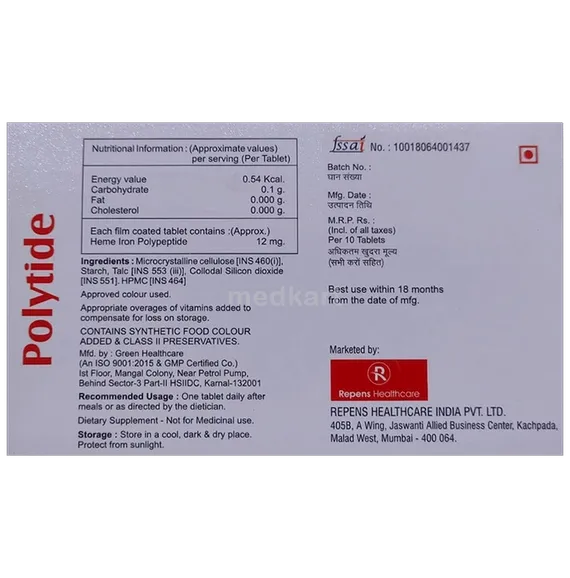 Polytide
Nutritional Information : (Approximate values)
per serving (Per Tablet)
Energy value 0.54 Kcal.
Carbohydrate 0.1 g.
Fat 0.000 g.
Cholesterol 0.000 g.
Each film coated tablet contains :(Approx.)
Heme Iron Polypeptide 12 mg.
Ingredients : Microcrystalline cellulose [INS 460(i)],
Starch, Talc [INS 553 (iii)], Collodal Silicon dioxide
[INS 551]. HPMC [INS 464]
Approved colour used.
Appropriate overages of vitamins added to
compensate for loss on storage.
CONTAINS SYNTHETIC FOOD COLOUR
ADDED & CLASS II PRESERVATIVES.
Mfd. by : Green Healthcare
(An ISO 9001:2015 & GMP Certified Co.)
Ist Floor, Mangal Colony, Near Petrol Pump,
Behind Sector-3 Part-II HSIIDC, Karnal-132001
Recommended Usage : One tablet daily after
meals or as directed by the dietician.
Dietary Supplement - Not for Medicinal use.
Storage : Store in a cool, dark & dry place.
Protect from sunlight.
fssai No. : 10018064001437
Batch No. :
घान संख्या
Mfg. Date :
उत्पादन तिथि
M.R.P. Rs. :
(Incl. of all taxes)
Per 10 Tablets
अधिकतम खुदरा मूल्य
(सभी करों सहित)
Best use within 18 months
from the date of mfg.
Marketed by:
R
Repens Healthcare
REPENS HEALTHCARE INDIA PVT. LTD.
405B, A Wing, Jaswanti Allied Business Center, Kachpada,
Malad West, Mumbai - 400 064.